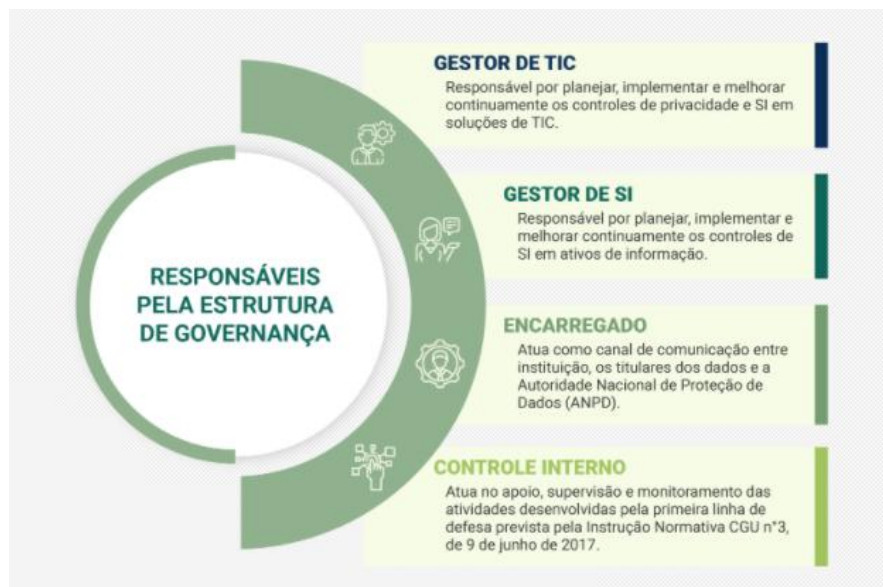 RESPONSÁVEIS
PELA ESTRUTURA
DE GOVERNANÇA
GESTOR DE TIC
Responsável por planejar, implementar e melhorar
continuamente os controles de privacidade e SI em
soluções de TIC.
GESTOR DE SI
Responsável por planejar, implementar e
melhorar continuamente os controles de
SI em ativos de informação.
ENCARREGADO
Atua como canal de comunicação entre
instituição, os titulares dos dados e a
Autoridade Nacional de Proteção de
Dados (ANPD).
CONTROLE INTERNO
Atua no apoio, supervisão e monitoramento das
atividades desenvolvidas pela primeira linha de
defesa prevista pela Instrução Normativa CGU n°3,
de 9 de junho de 2017.